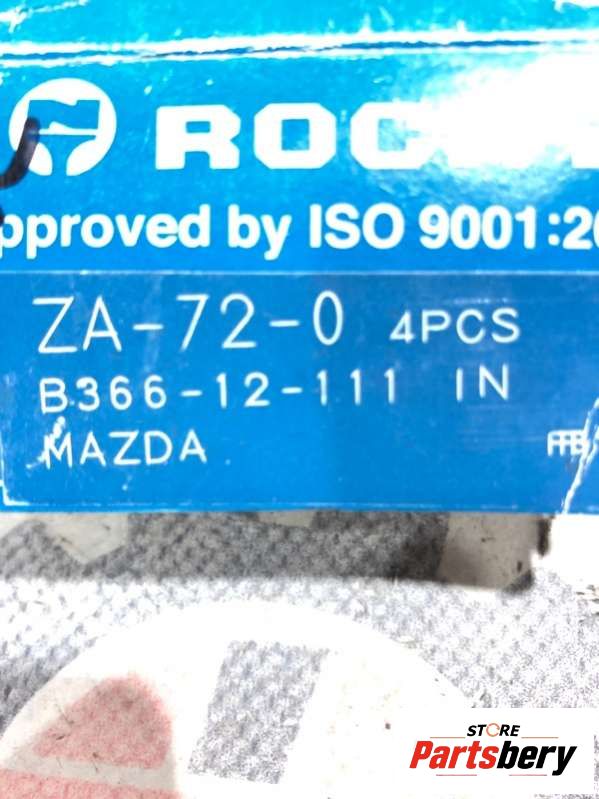 ROC
pproved by ISO 9001:20
ZA-72-0 4PCS
B366-12-111 IN
MAZDA
STORE
Partsbery